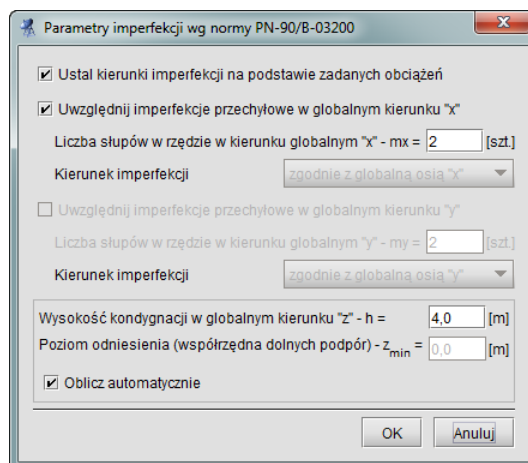 Parametry imperfekcji wg normy PN-90/B-03200
Ustal kierunki imperfekcji na podstawie zadanych obciążeń
Uwzględnij imperfekcje przechyłowe w globalnym kierunku "x"
Liczba słupów w rzędzie w kierunku globalnym "x" - mx = 2 [szt.]
Kierunek imperfekcji zgodnie z globalną osią "x"
Uwzględnij imperfekcje przechyłowe w globalnym kierunku "y"
Liczba słupów w rzędzie w kierunku globalnym "y" - my = 2 [szt.]
Kierunek imperfekcji zgodnie z globalną osią "y"
Wysokość kondygnacji w globalnym kierunku "z" - h = 4,0 [m]
Poziom odniesienia (współrzędna dolnych podpór) - zmin = 0,0 [m]
Oblicz automatycznie
OK Anuluj